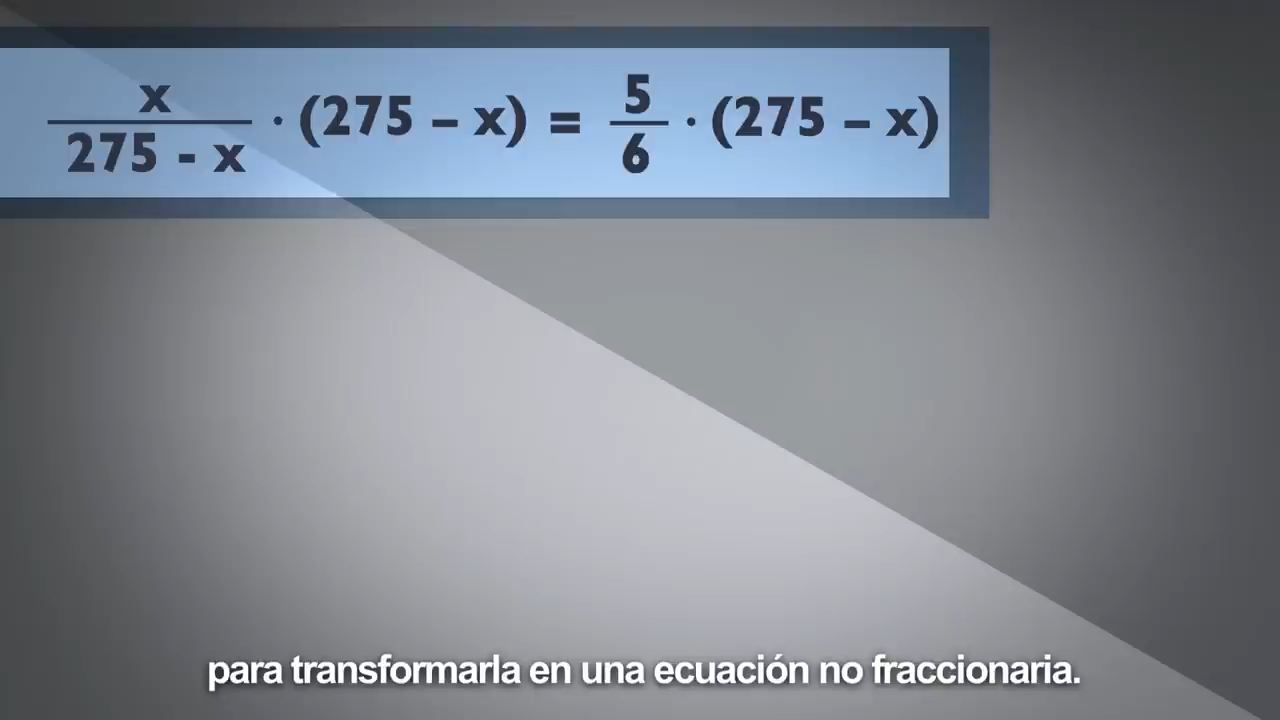 x/(275 - x) · (275 – x) = 5/6 · (275 – x)
para transformarla en una ecuación no fraccionaria.